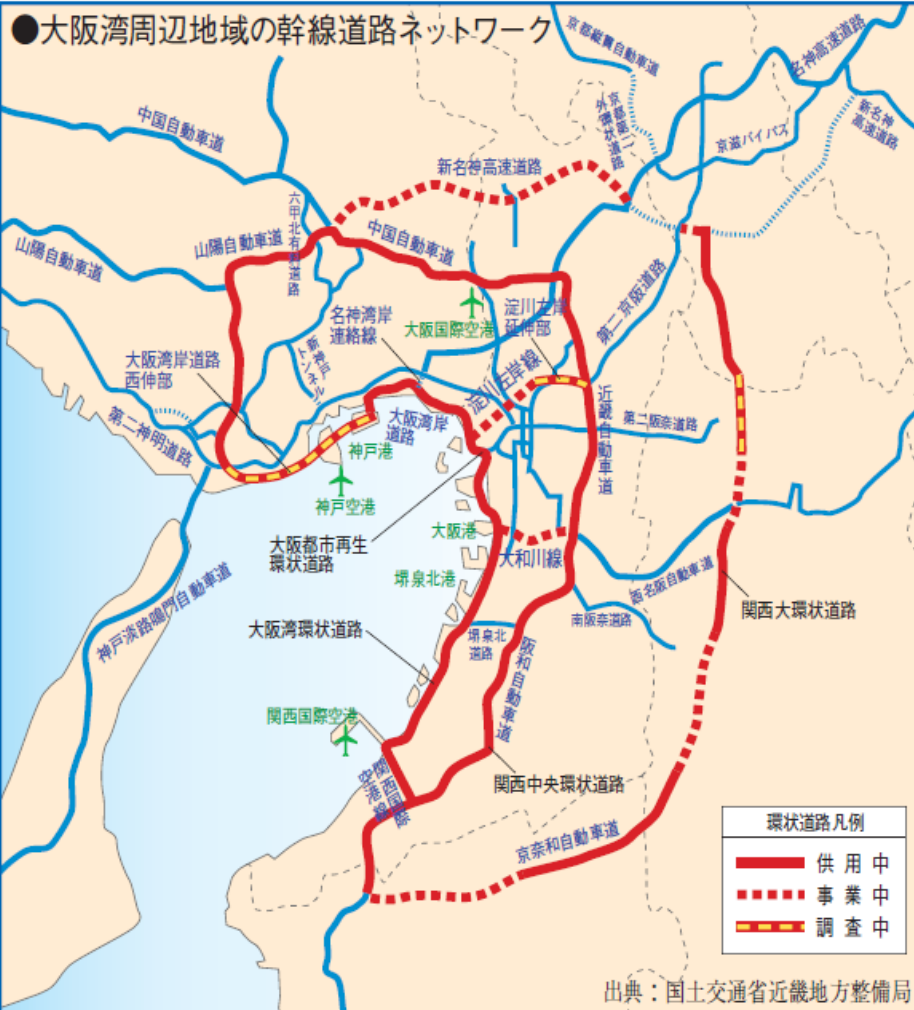 ●大阪湾周辺地域の幹線道路ネットワーク
京都縦貫自動車道
名神高速道路
中国自動車道
京都第二
外環状道路
新名神
高速道路
京滋バイパス
新名神高速道路
六甲北有料道路
山陽自動車道
中国自動車道
山陽自動車道
第二京阪道路
名神湾岸
連絡線
淀川左岸
延伸部
大阪国際空港
新神戸
トンネル
大阪湾岸道路
西伸部
淀川左岸線
近畿自動車道
第二阪奈道路
大阪湾岸
道路
第二神明道路
神戸港
神戸空港
大阪港
大阪都市再生
環状道路
大和川線
堺泉北港
西名阪自動車道
関西大環状道路
神戸淡路鳴門自動車道
南阪奈道路
大阪湾環状道路
堺泉北
道路
阪和自動車道
関西国際空港
関西国際
空港線
関西中央環状道路
京奈和自動車道
環状道路凡例
供用中
事業中
調査中
出典：国土交通省近畿地方整備局